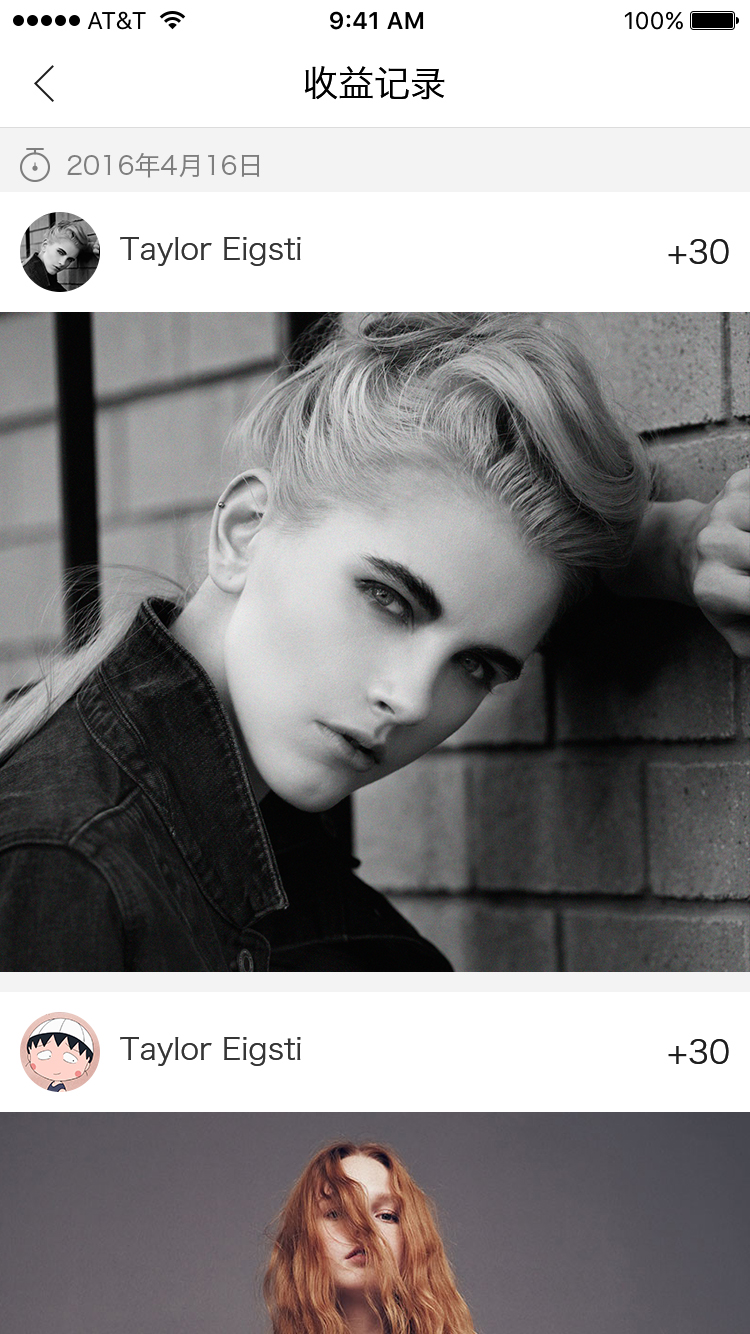 AT&T 9:41 AM 100%
收益记录
2016年4月16日
Taylor Eigsti +30
Taylor Eigsti +30